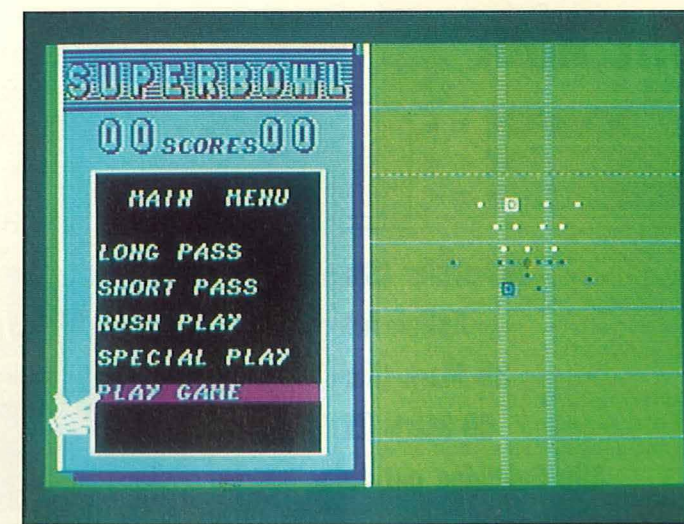 SUPERBOWL
00 SCORES 00
MAIN MENU
LONG PASS
SHORT PASS
RUSH PLAY
SPECIAL PLAY
PLAY GAME
D
D